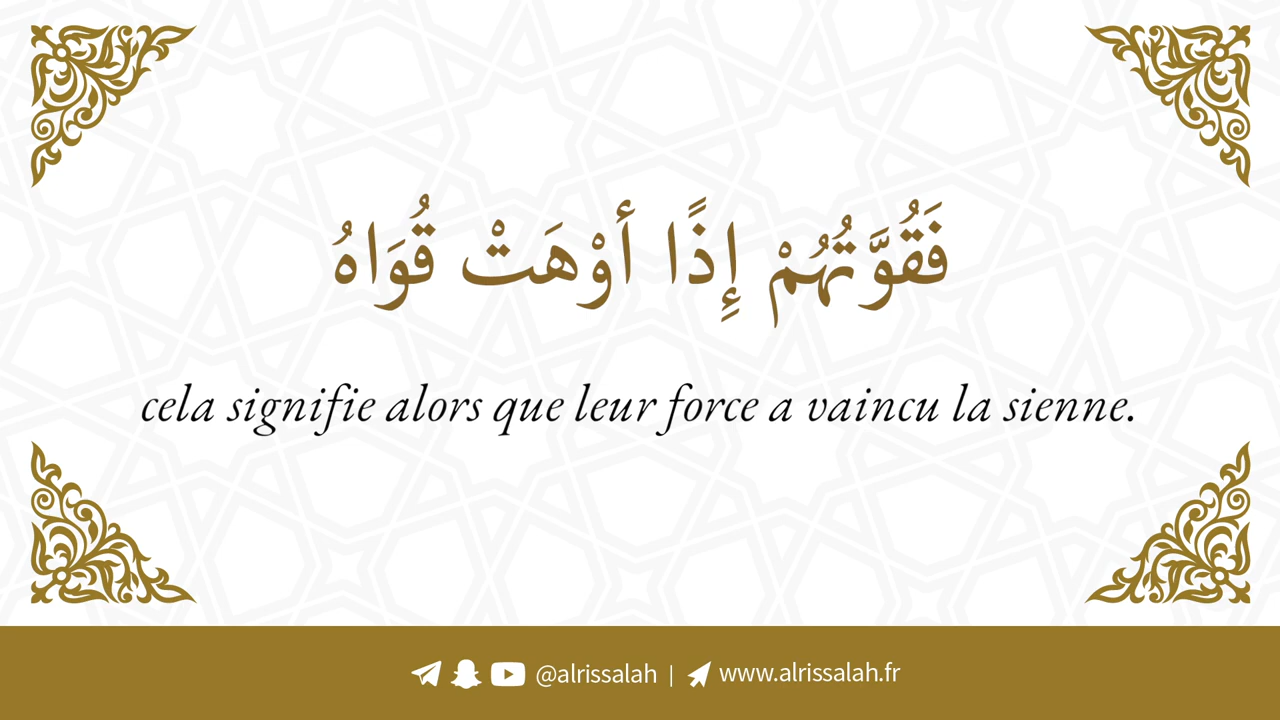 فَقُوَّتُهُمْ إِذًا أَوْهَتْ قُوَاهُ
cela signifie alors que leur force a vaincu la sienne.
@alrissalah | www.alrissalah.fr